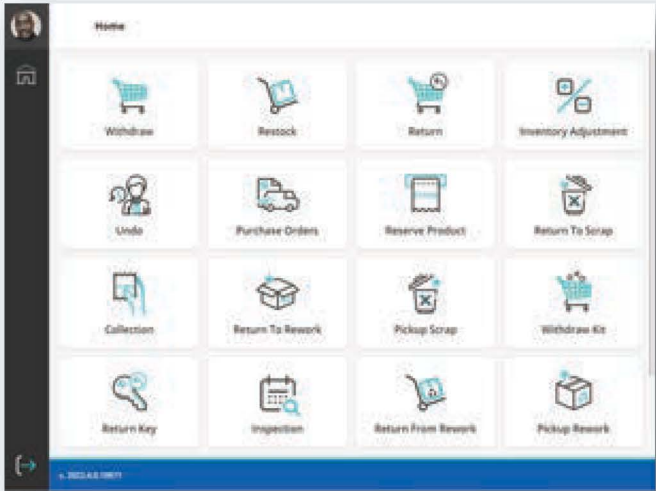 Home
Withdraw
Restock
Return
Inventory Adjustment
Undo
Purchase Orders
Reserve Product
Return To Scrap
Collection
Return To Rework
Pickup Scrap
Withdraw Kit
Return Key
Inspection
Return From Rework
Pickup Rework